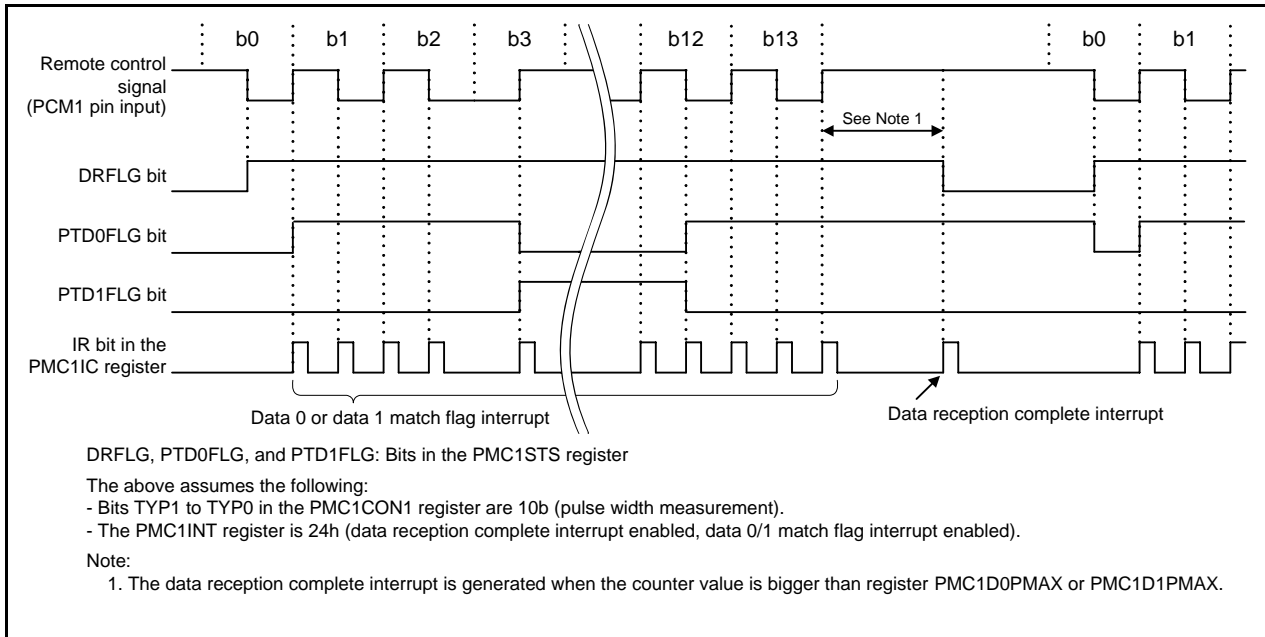 b0 b1 b2 b3 b12 b13 b0 b1
Remote control
signal
(PCM1 pin input)
See Note 1
DRFLG bit
PTD0FLG bit
PTD1FLG bit
IR bit in the
PMC1IC register
Data 0 or data 1 match flag interrupt
Data reception complete interrupt
DRFLG, PTD0FLG, and PTD1FLG: Bits in the PMC1STS register
The above assumes the following:
- Bits TYP1 to TYP0 in the PMC1CON1 register are 10b (pulse width measurement).
- The PMC1INT register is 24h (data reception complete interrupt enabled, data 0/1 match flag interrupt enabled).
Note:
1. The data reception complete interrupt is generated when the counter value is bigger than register PMC1D0PMAX or PMC1D1PMAX.